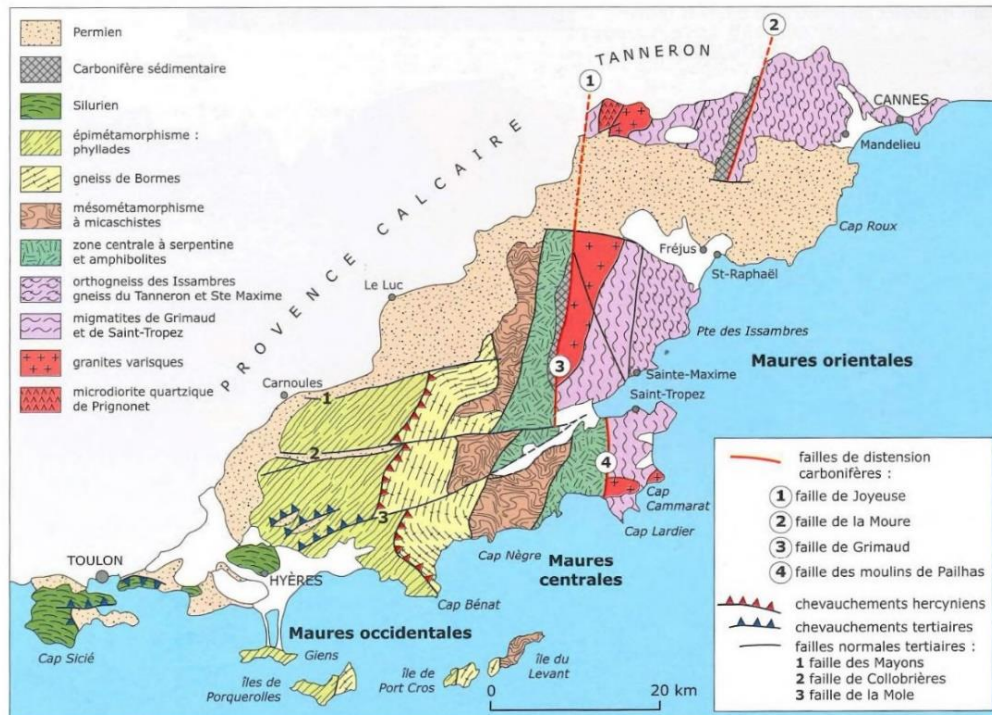 Permien
Carbonifère sédimentaire
Silurien
épimétamorphisme :
phyllades
gneiss de Bormes
mésométamorphisme
à micaschistes
zone centrale à serpentine
et amphibolites
orthogneiss des Issambres
gneiss du Tanneron et Ste Maxime
migmatites de Grimaud
et de Saint-Tropez
granites varisques
microdiorite quartzique
de Prignonet
PROVENCE CALCAIRE
TANNERON
1
2
CANNES
Mandelieu
Cap Roux
Fréjus
St-Raphaël
Le Luc
Pte des Issambres
Maures orientales
3
Sainte-Maxime
Saint-Tropez
Carnoules
1
2
3
4
Cap
Cammarat
Cap Lardier
Cap Nègre
Maures
centrales
TOULON
HYÈRES
Cap Bénat
Maures occidentales
Cap Sicié
Giens
îles de
Porquerolles
île de
Port Cros
île du
Levant
0
20 km
failles de distension
carbonifères :
1 faille de Joyeuse
2 faille de la Moure
3 faille de Grimaud
4 faille des moulins de Pailhas
chevauchements hercyniens
chevauchements tertiaires
failles normales tertiaires :
1 faille des Mayons
2 faille de Collobrières
3 faille de la Mole